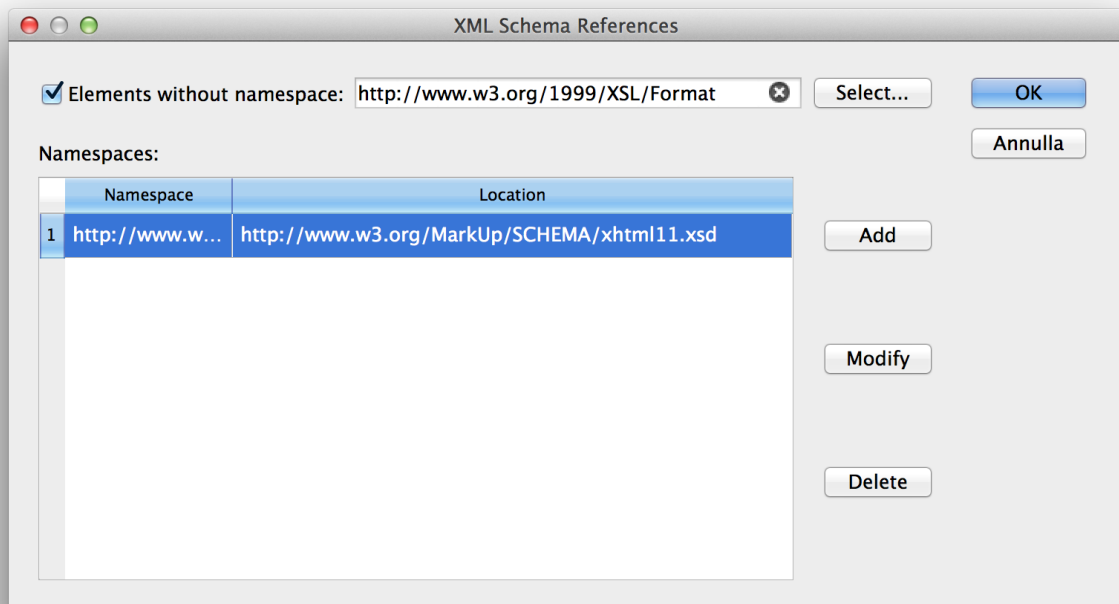 XML Schema References
Elements without namespace: http://www.w3.org/1999/XSL/Format Select... OK
Annulla
Namespaces:
Namespace Location
1 http://www.w... http://www.w3.org/MarkUp/SCHEMA/xhtml11.xsd
Add
Modify
Delete